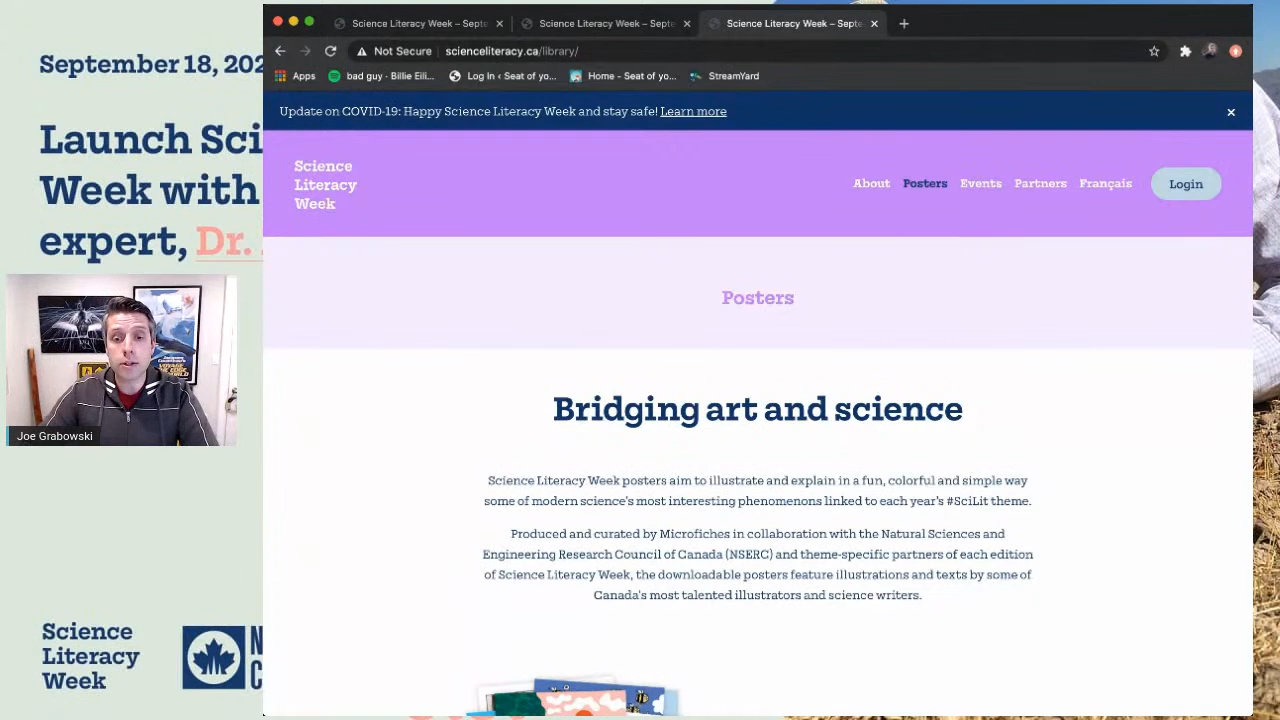 September 18, 202
Launch Sci
Week with
expert, Dr.
Joe Grabowski
Science
Literacy
Week
Science Literacy Week – Septe
Science Literacy Week – Septe
Science Literacy Week – Septe
Not Secure
scienceliteracy.ca/library/
Apps
bad guy · Billie Eili...
Log In ‹ Seat of yo...
Home - Seat of yo...
StreamYard
Update on COVID-19: Happy Science Literacy Week and stay safe! Learn more
Science
Literacy
Week
About Posters Events Partners Français Login
Posters
Bridging art and science
Science Literacy Week posters aim to illustrate and explain in a fun, colorful and simple way
some of modern science's most interesting phenomenons linked to each year's #SciLit theme.
Produced and curated by Microfiches in collaboration with the Natural Sciences and
Engineering Research Council of Canada (NSERC) and theme-specific partners of each edition
of Science Literacy Week, the downloadable posters feature illustrations and texts by some of
Canada's most talented illustrators and science writers.